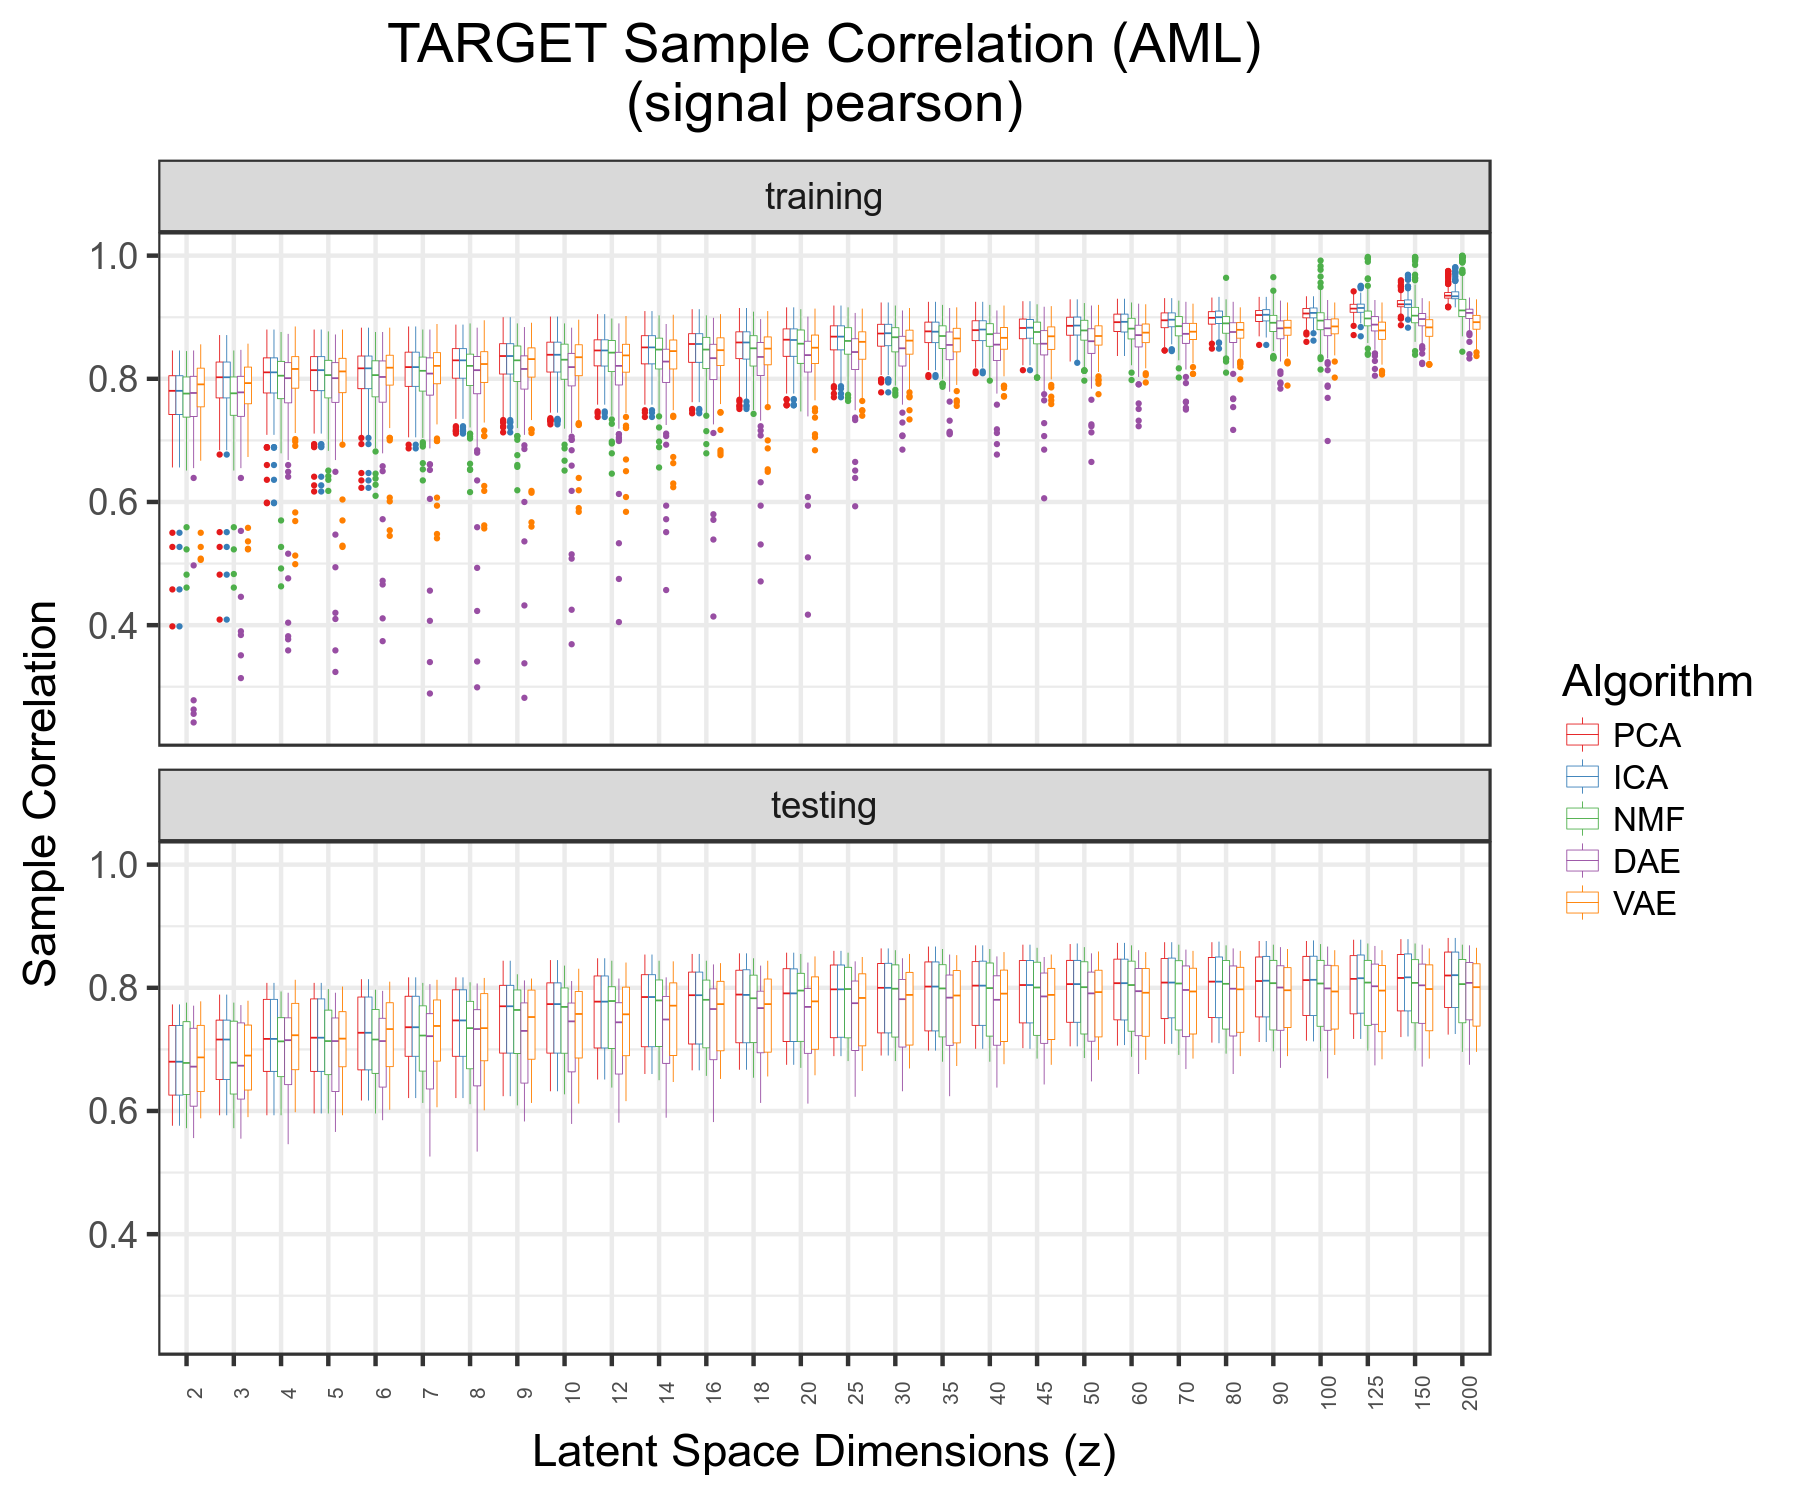 TARGET Sample Correlation (AML)
(signal pearson)
training
1.0
0.8
0.6
0.4
testing
1.0
0.8
0.6
0.4
Sample Correlation
2 3 4 5 6 7 8 9 10 12 14 16 18 20 25 30 35 40 45 50 60 70 80 90 100 125 150 200
Latent Space Dimensions (z)
Algorithm
PCA
ICA
NMF
DAE
VAE